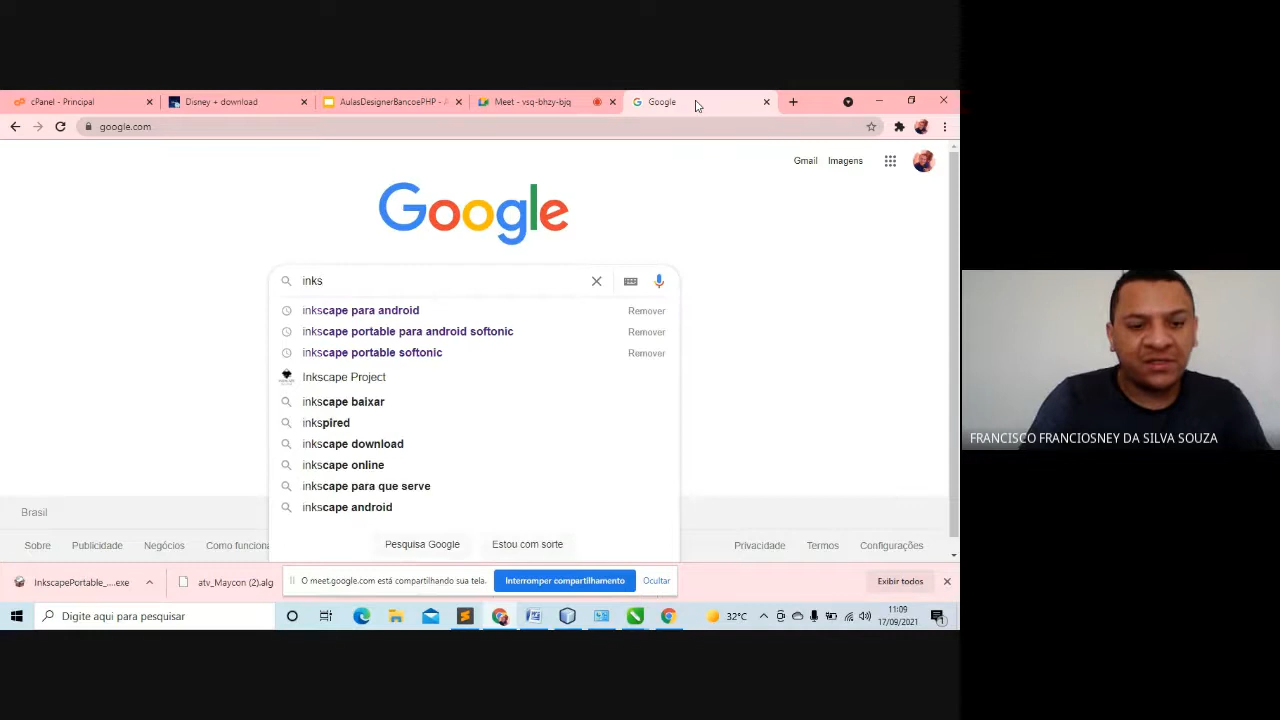 cPanel - Principal
Disney + download
AulasDesignerBancoePHP - A
Meet - vsq-bhzy-bjq
Google
google.com
Gmail
Imagens
Google
inks
inkscape para android
Remover
inkscape portable para android softonic
Remover
inkscape portable softonic
Remover
Inkscape Project
inkscape baixar
inkspired
inkscape download
inkscape online
inkscape para que serve
inkscape android
Pesquisa Google
Estou com sorte
Brasil
Sobre
Publicidade
Negócios
Como funciona
Privacidade
Termos
Configurações
InkscapePortable_....exe
atv_Maycon (2).alg
O meet.google.com está compartilhando sua tela.
Interromper compartilhamento
Ocultar
Exibir todos
Digite aqui para pesquisar
32°C
11:09
17/09/2021
FRANCISCO FRANCIOSNEY DA SILVA SOUZA